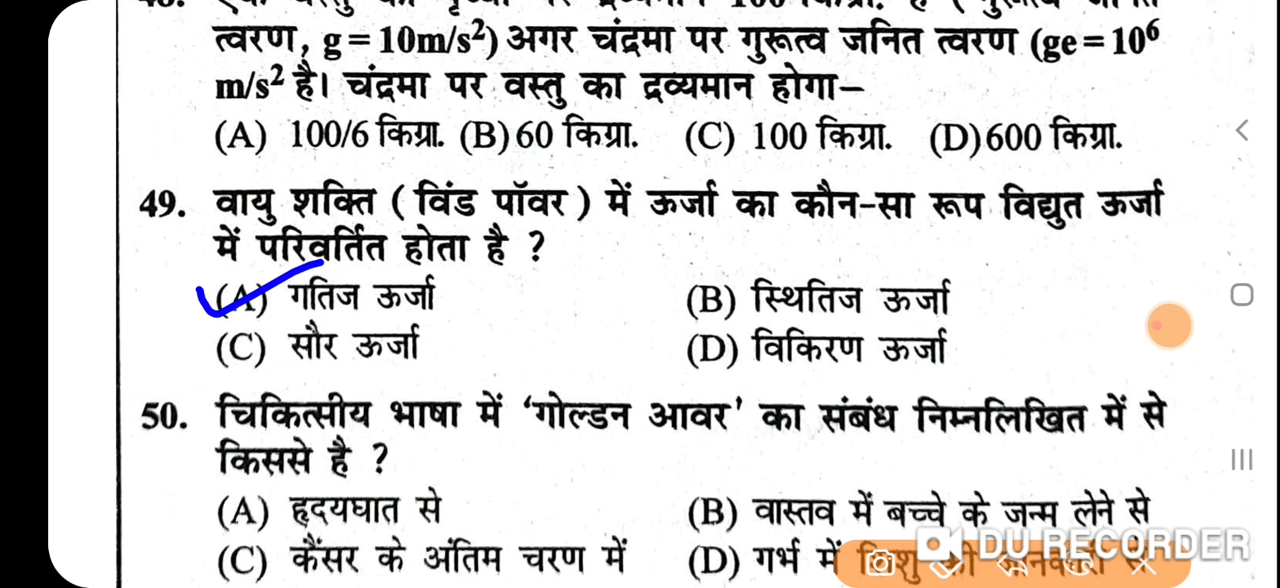 त्वरण, g = 10m/s²) अगर चंद्रमा पर गुरूत्व जनित त्वरण (ge = 10⁶
m/s² है। चंद्रमा पर वस्तु का द्रव्यमान होगा–
(A) 100/6 किग्रा. (B) 60 किग्रा. (C) 100 किग्रा. (D) 600 किग्रा.
49. वायु शक्ति ( विंड पॉवर ) में ऊर्जा का कौन-सा रूप विद्युत ऊर्जा
में परिवर्तित होता है ?
(A) गतिज ऊर्जा (B) स्थितिज ऊर्जा
(C) सौर ऊर्जा (D) विकिरण ऊर्जा
50. चिकित्सीय भाषा में ‘गोल्डन आवर’ का संबंध निम्नलिखित में से
किससे है ?
(A) हृदयघात से (B) वास्तव में बच्चे के जन्म लेने से
(C) कैंसर के अंतिम चरण में (D) गर्भ में
DU RECORDER